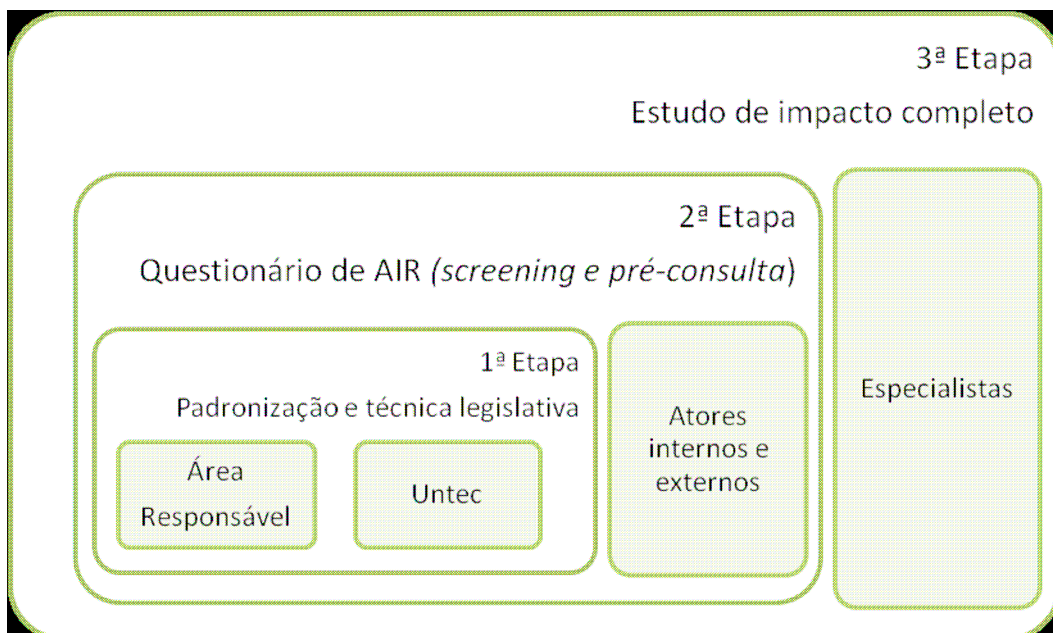 3ª Etapa
Estudo de impacto completo
2ª Etapa
Questionário de AIR (screening e pré-consulta)
1ª Etapa
Padronização e técnica legislativa
Área
Responsável
Untec
Atores
internos e
externos
Especialistas